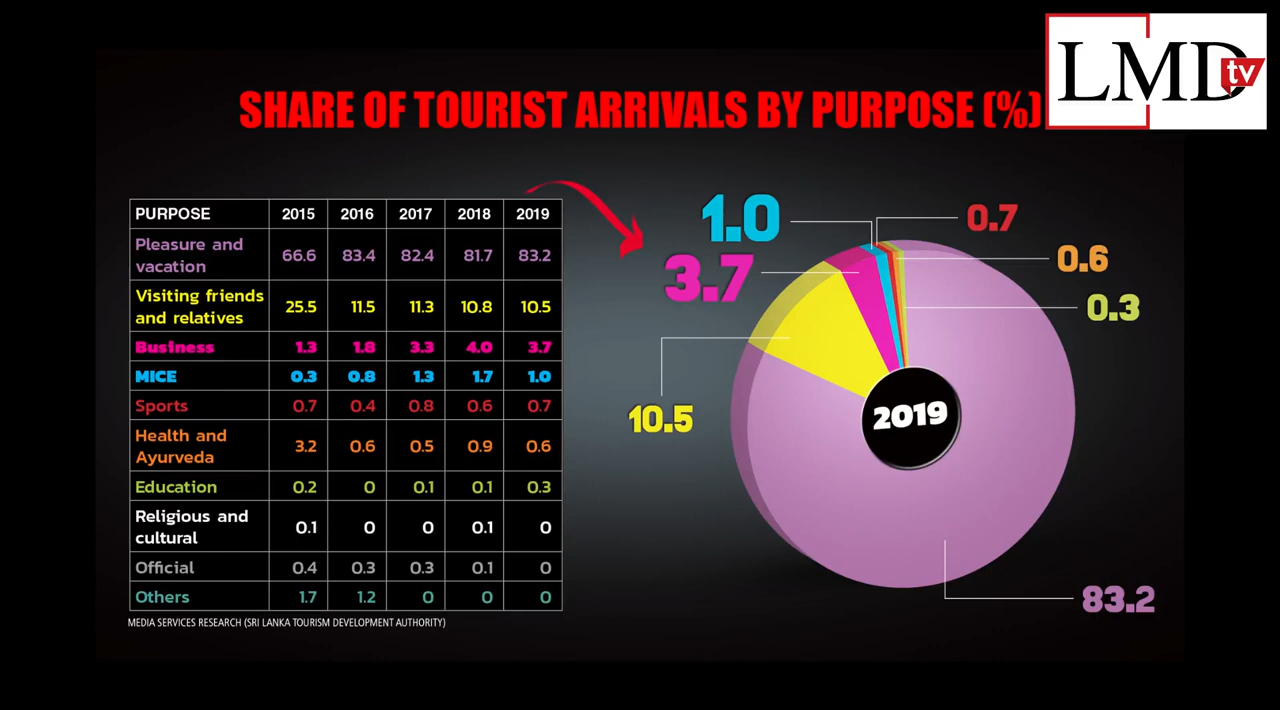 LMD tv
SHARE OF TOURIST ARRIVALS BY PURPOSE (%)
PURPOSE 2015 2016 2017 2018 2019
Pleasure and
vacation 66.6 83.4 82.4 81.7 83.2
Visiting friends
and relatives 25.5 11.5 11.3 10.8 10.5
Business 1.3 1.8 3.3 4.0 3.7
MICE 0.3 0.8 1.3 1.7 1.0
Sports 0.7 0.4 0.8 0.6 0.7
Health and
Ayurveda 3.2 0.6 0.5 0.9 0.6
Education 0.2 0 0.1 0.1 0.3
Religious and
cultural 0.1 0 0 0.1 0
Official 0.4 0.3 0.3 0.1 0
Others 1.7 1.2 0 0 0
MEDIA SERVICES RESEARCH (SRI LANKA TOURISM DEVELOPMENT AUTHORITY)
1.0
0.7
3.7
0.6
0.3
10.5
2019
83.2